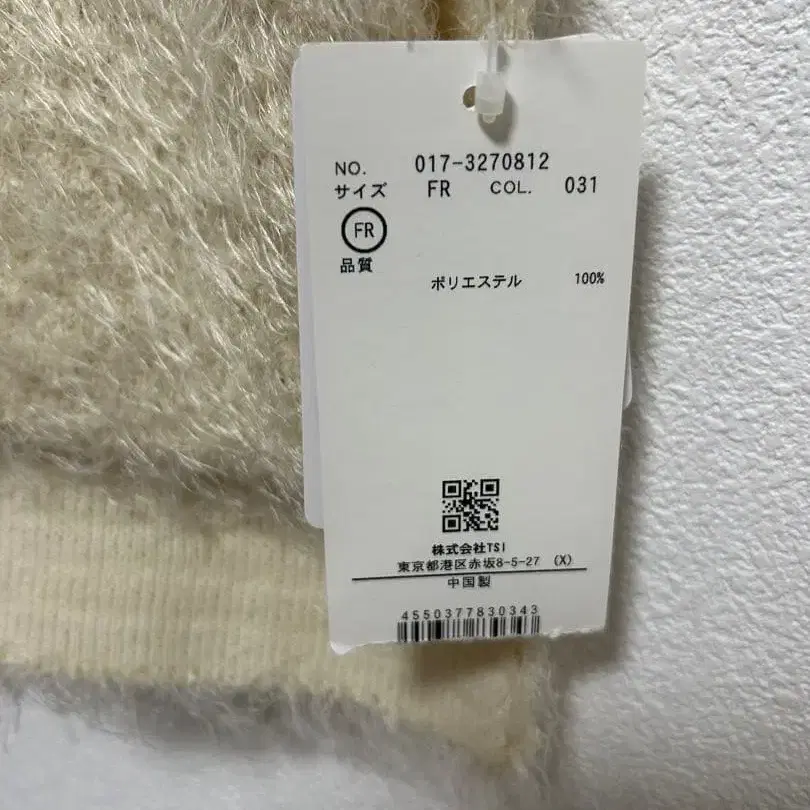 NO. 017-3270812
サイズ FR COL. 031
FR
品質
ポリエステル 100%
株式会社TSI
東京都港区赤坂8-5-27 (X)
中国製
4550377830343